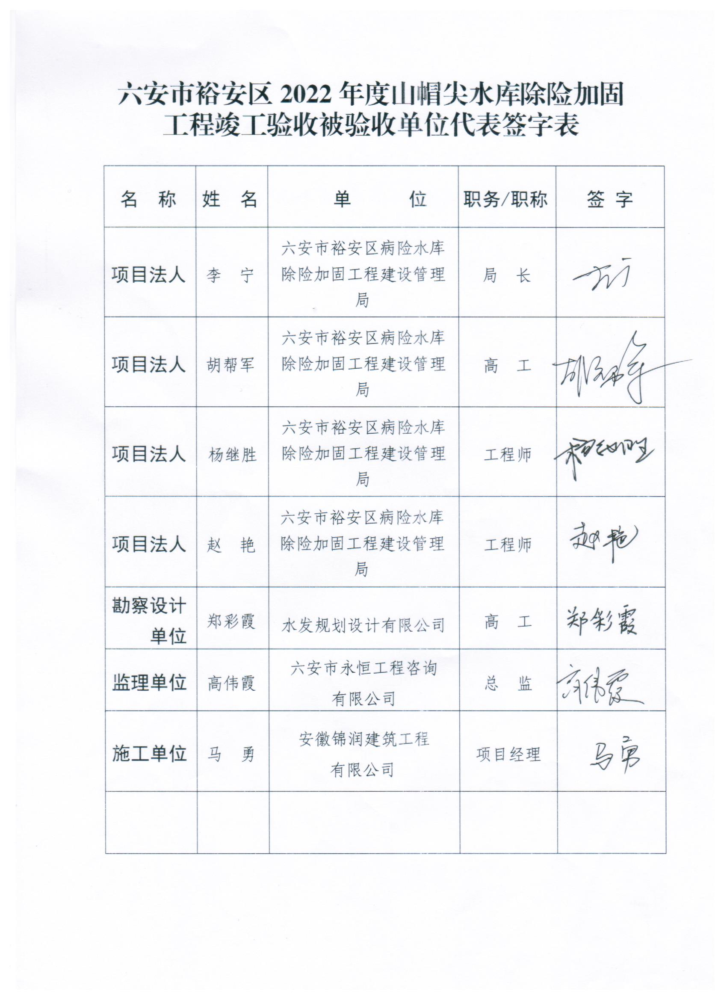 六安市裕安区 2022 年度山帽尖水库除险加固
工程竣工验收被验收单位代表签字表
名 称 姓 名 单 位 职务/职称 签 字
六安市裕安区病险水库
项目法人 李 宁 除险加固工程建设管理 局 长
局
六安市裕安区病险水库
项目法人 胡帮军 除险加固工程建设管理 高 工 胡帮军
局
六安市裕安区病险水库
项目法人 杨继胜 除险加固工程建设管理 工程师 杨继胜
局
六安市裕安区病险水库
项目法人 赵 艳 除险加固工程建设管理 工程师 赵艳
局
勘察设计
单位 郑彩霞 水发规划设计有限公司 高 工 郑彩霞
六安市永恒工程咨询
监理单位 高伟霞 总 监 高伟霞
有限公司
安徽锦润建筑工程
施工单位 马 勇 项目经理 马勇
有限公司